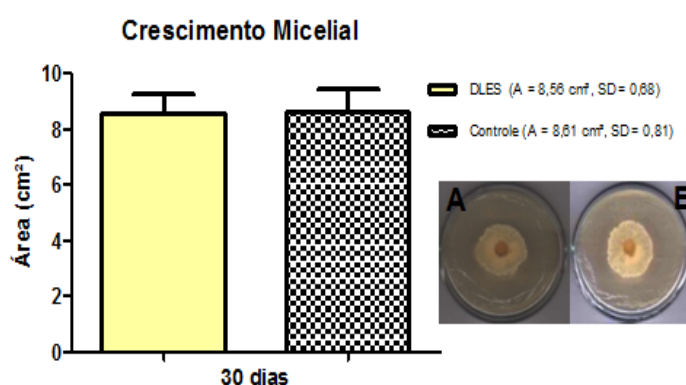 Crescimento Micelial
10
8
6
4
2
0
Área (cm²)
30 dias
DLES (A = 8,56 cm², SD= 0,68)
Controle (A = 8,61 cm², SD = 0,81)
A